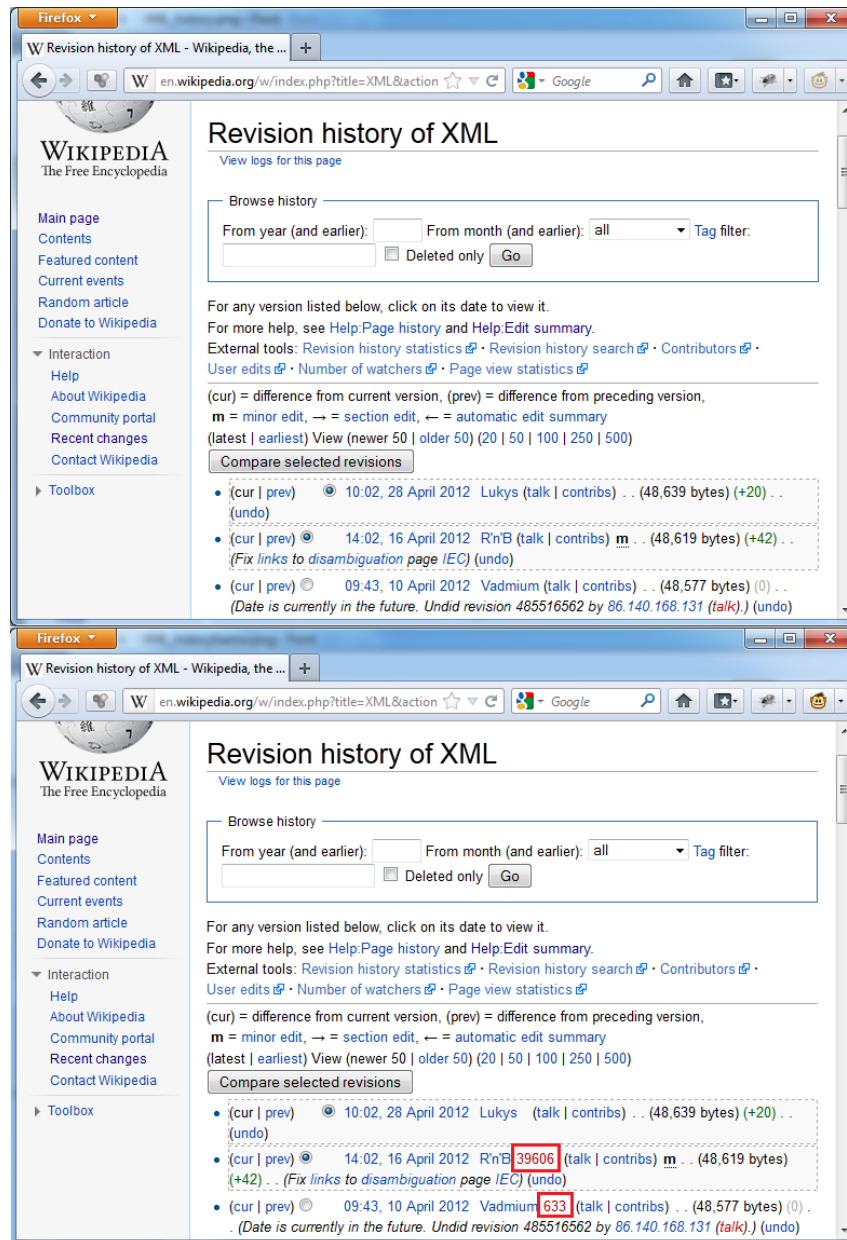 Firefox
Revision history of XML - Wikipedia, the ...
W en.wikipedia.org/w/index.php?title=XML&action Google
維
7
WIKIPEDIA
The Free Encyclopedia
Main page
Contents
Featured content
Current events
Random article
Donate to Wikipedia
Interaction
Help
About Wikipedia
Community portal
Recent changes
Contact Wikipedia
Toolbox
Revision history of XML
View logs for this page
Browse history
From year (and earlier): From month (and earlier): all Tag filter:
Deleted only Go
For any version listed below, click on its date to view it.
For more help, see Help:Page history and Help:Edit summary.
External tools: Revision history statistics · Revision history search · Contributors ·
User edits · Number of watchers · Page view statistics
(cur) = difference from current version, (prev) = difference from preceding version,
m = minor edit, → = section edit, ← = automatic edit summary
(latest | earliest) View (newer 50 | older 50) (20 | 50 | 100 | 250 | 500)
Compare selected revisions
• (cur | prev) 10:02, 28 April 2012 Lukys (talk | contribs) . . (48,639 bytes) (+20) . .
(undo)
• (cur | prev) 14:02, 16 April 2012 R'n'B (talk | contribs) m . . (48,619 bytes) (+42) . .
(Fix links to disambiguation page IEC) (undo)
• (cur | prev) 09:43, 10 April 2012 Vadmium (talk | contribs) . . (48,577 bytes) (0) . .
(Date is currently in the future. Undid revision 485516562 by 86.140.168.131 (talk).) (undo)
Firefox
W Revision history of XML - Wikipedia, the ...
W en.wikipedia.org/w/index.php?title=XML&action Google
維
7
WIKIPEDIA
The Free Encyclopedia
Main page
Contents
Featured content
Current events
Random article
Donate to Wikipedia
Interaction
Help
About Wikipedia
Community portal
Recent changes
Contact Wikipedia
Toolbox
Revision history of XML
View logs for this page
Browse history
From year (and earlier): From month (and earlier): all Tag filter:
Deleted only Go
For any version listed below, click on its date to view it.
For more help, see Help:Page history and Help:Edit summary.
External tools: Revision history statistics · Revision history search · Contributors ·
User edits · Number of watchers · Page view statistics
(cur) = difference from current version, (prev) = difference from preceding version,
m = minor edit, → = section edit, ← = automatic edit summary
(latest | earliest) View (newer 50 | older 50) (20 | 50 | 100 | 250 | 500)
Compare selected revisions
• (cur | prev) 10:02, 28 April 2012 Lukys (talk | contribs) . . (48,639 bytes) (+20) . .
(undo)
• (cur | prev) 14:02, 16 April 2012 R'n'B 39606 (talk | contribs) m . . (48,619 bytes)
(+42) . . (Fix links to disambiguation page IEC) (undo)
• (cur | prev) 09:43, 10 April 2012 Vadmium 633 (talk | contribs) . . (48,577 bytes) (0) .
. (Date is currently in the future. Undid revision 485516562 by 86.140.168.131 (talk).) (undo)